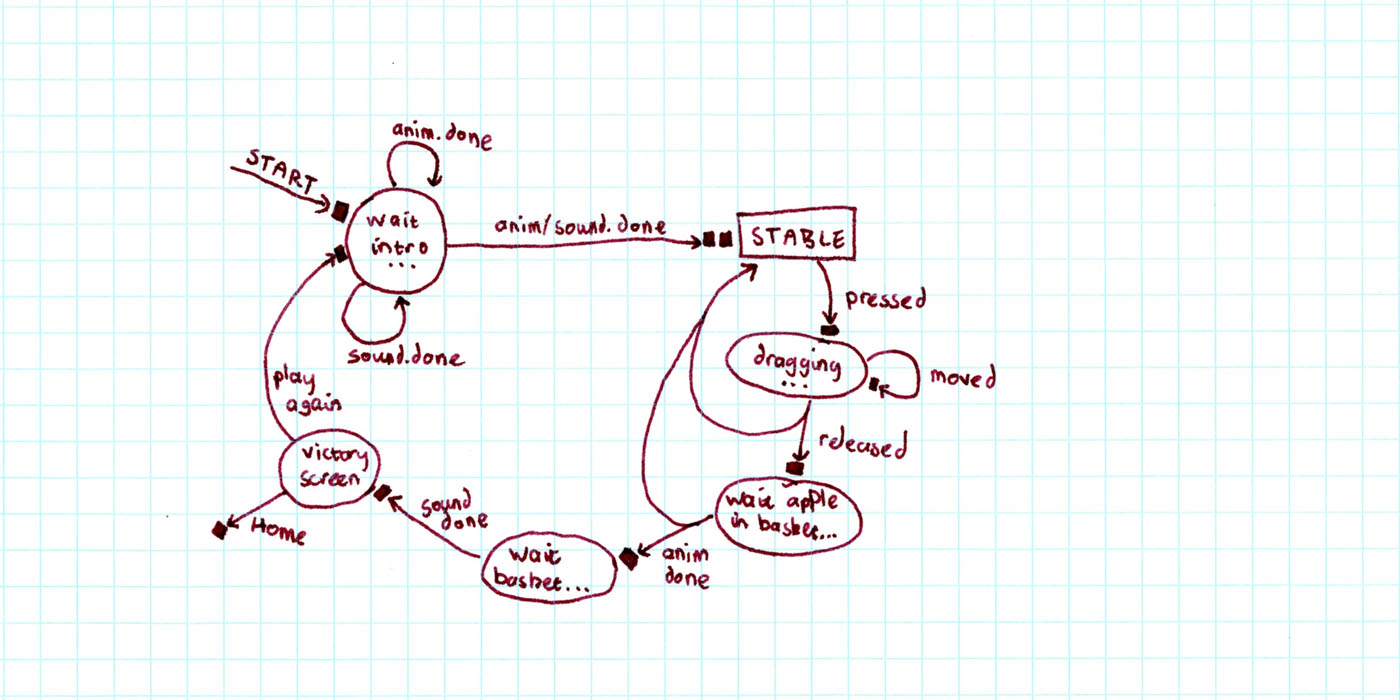 anim.done
START
wait
intro
...
anim/sound.done
STABLE
pressed
sound.done
dragging
...
moved
play
again
released
victory
screen
wait apple
in basket...
sound
done
Home
wait
basket...
anim
done